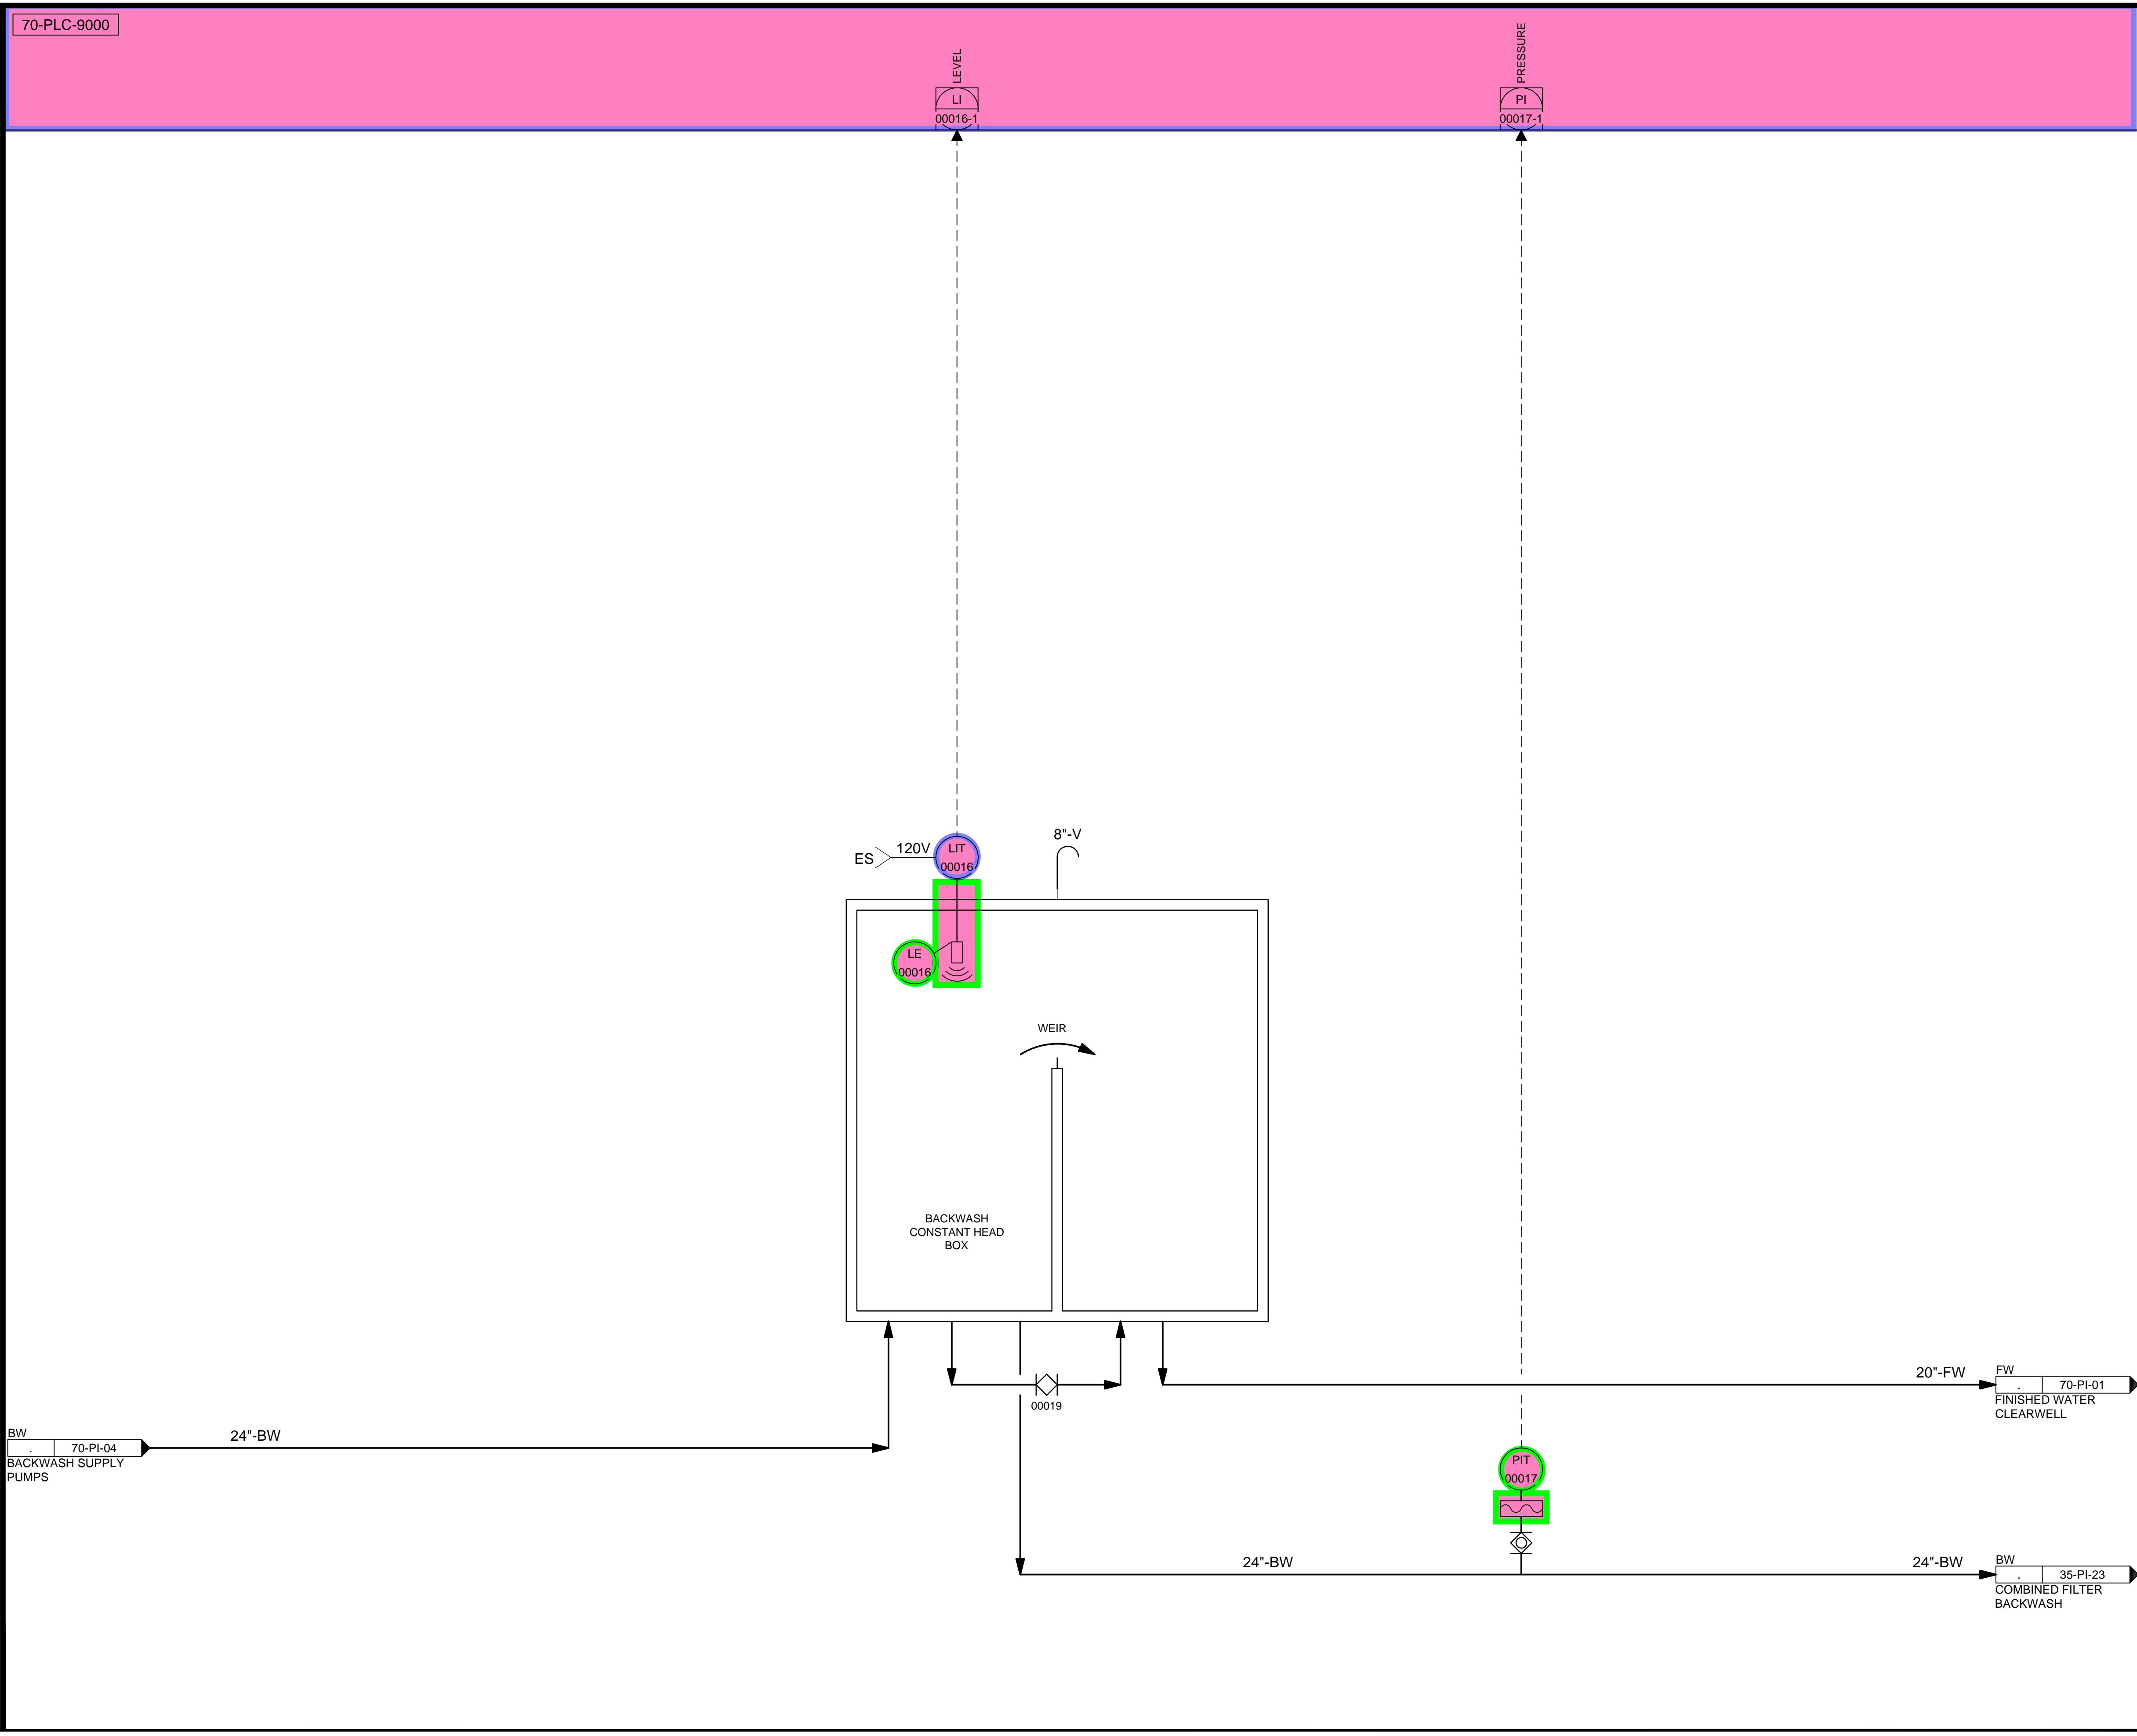 70-PLC-9000
LEVEL
LI
00016-1
PRESSURE
PI
00017-1
ES
120V
LIT
00016
8"-V
LE
00016
WEIR
BACKWASH
CONSTANT HEAD
BOX
00019
20"-FW
FW
. 70-PI-01
FINISHED WATER
CLEARWELL
BW
. 70-PI-04
BACKWASH SUPPLY
PUMPS
24"-BW
PIT
00017
24"-BW
24"-BW
BW
. 35-PI-23
COMBINED FILTER
BACKWASH